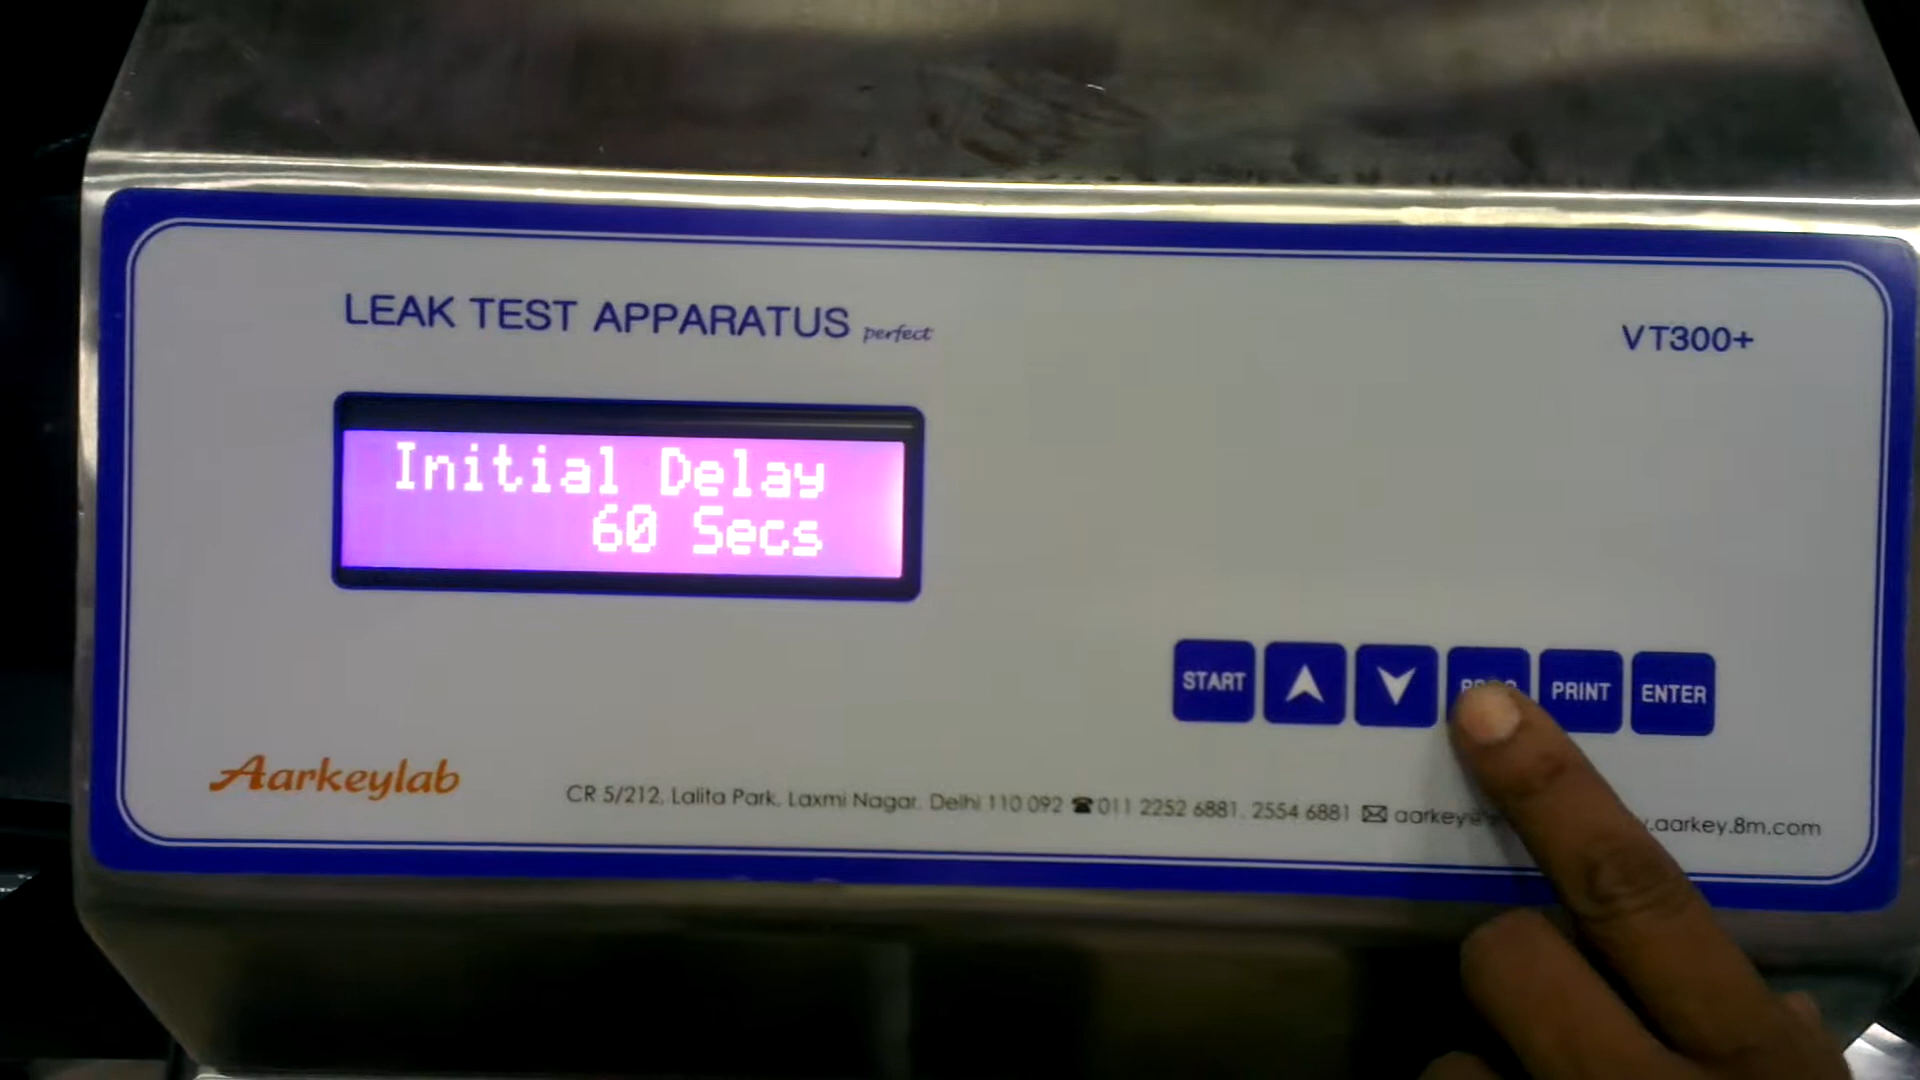 LEAK TEST APPARATUS perfect
VT300+
Initial Delay
60 Secs
START
PRINT
ENTER
Aarkeylab
CR 5/212, Lalita Park, Laxmi Nagar, Delhi 110 092 ☎ 011 2252 6881, 2554 6881 ✉ aarkey .aarkey.8m.com